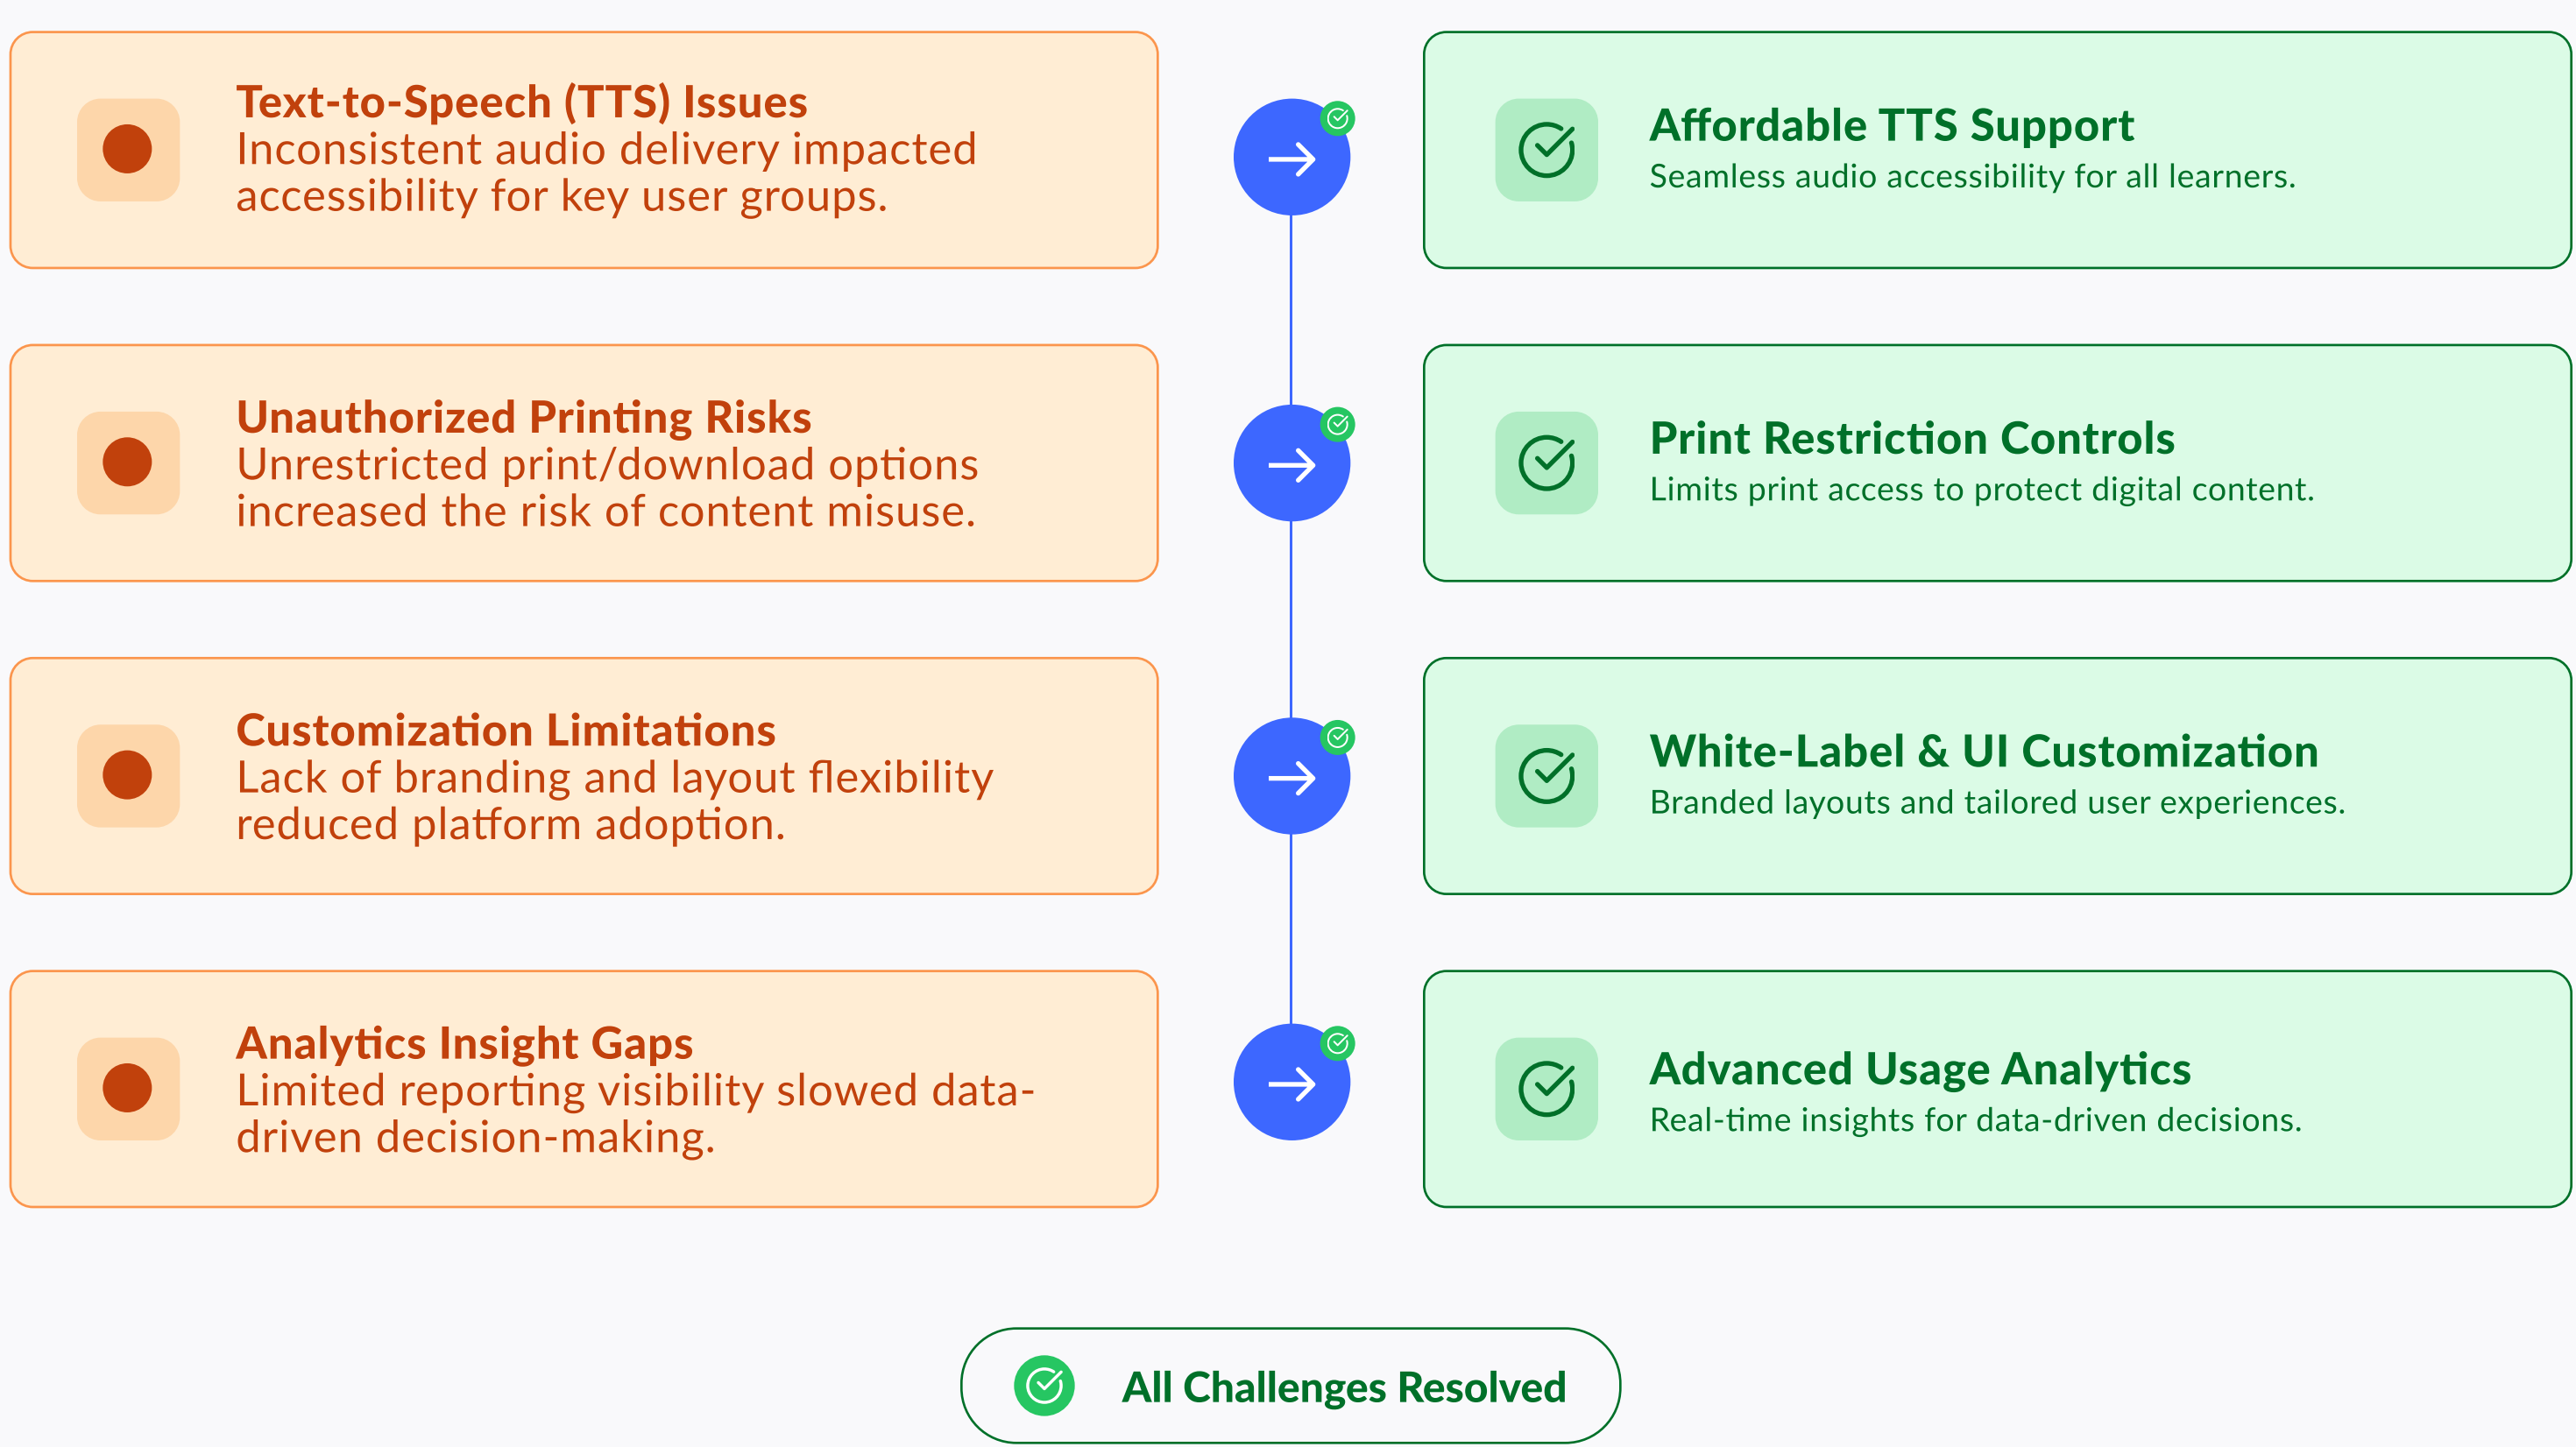 Text-to-Speech (TTS) Issues
Inconsistent audio delivery impacted
accessibility for key user groups.
Affordable TTS Support
Seamless audio accessibility for all learners.
Unauthorized Printing Risks
Unrestricted print/download options
increased the risk of content misuse.
Print Restriction Controls
Limits print access to protect digital content.
Customization Limitations
Lack of branding and layout flexibility
reduced platform adoption.
White-Label & UI Customization
Branded layouts and tailored user experiences.
Analytics Insight Gaps
Limited reporting visibility slowed data-
driven decision-making.
Advanced Usage Analytics
Real-time insights for data-driven decisions.
All Challenges Resolved